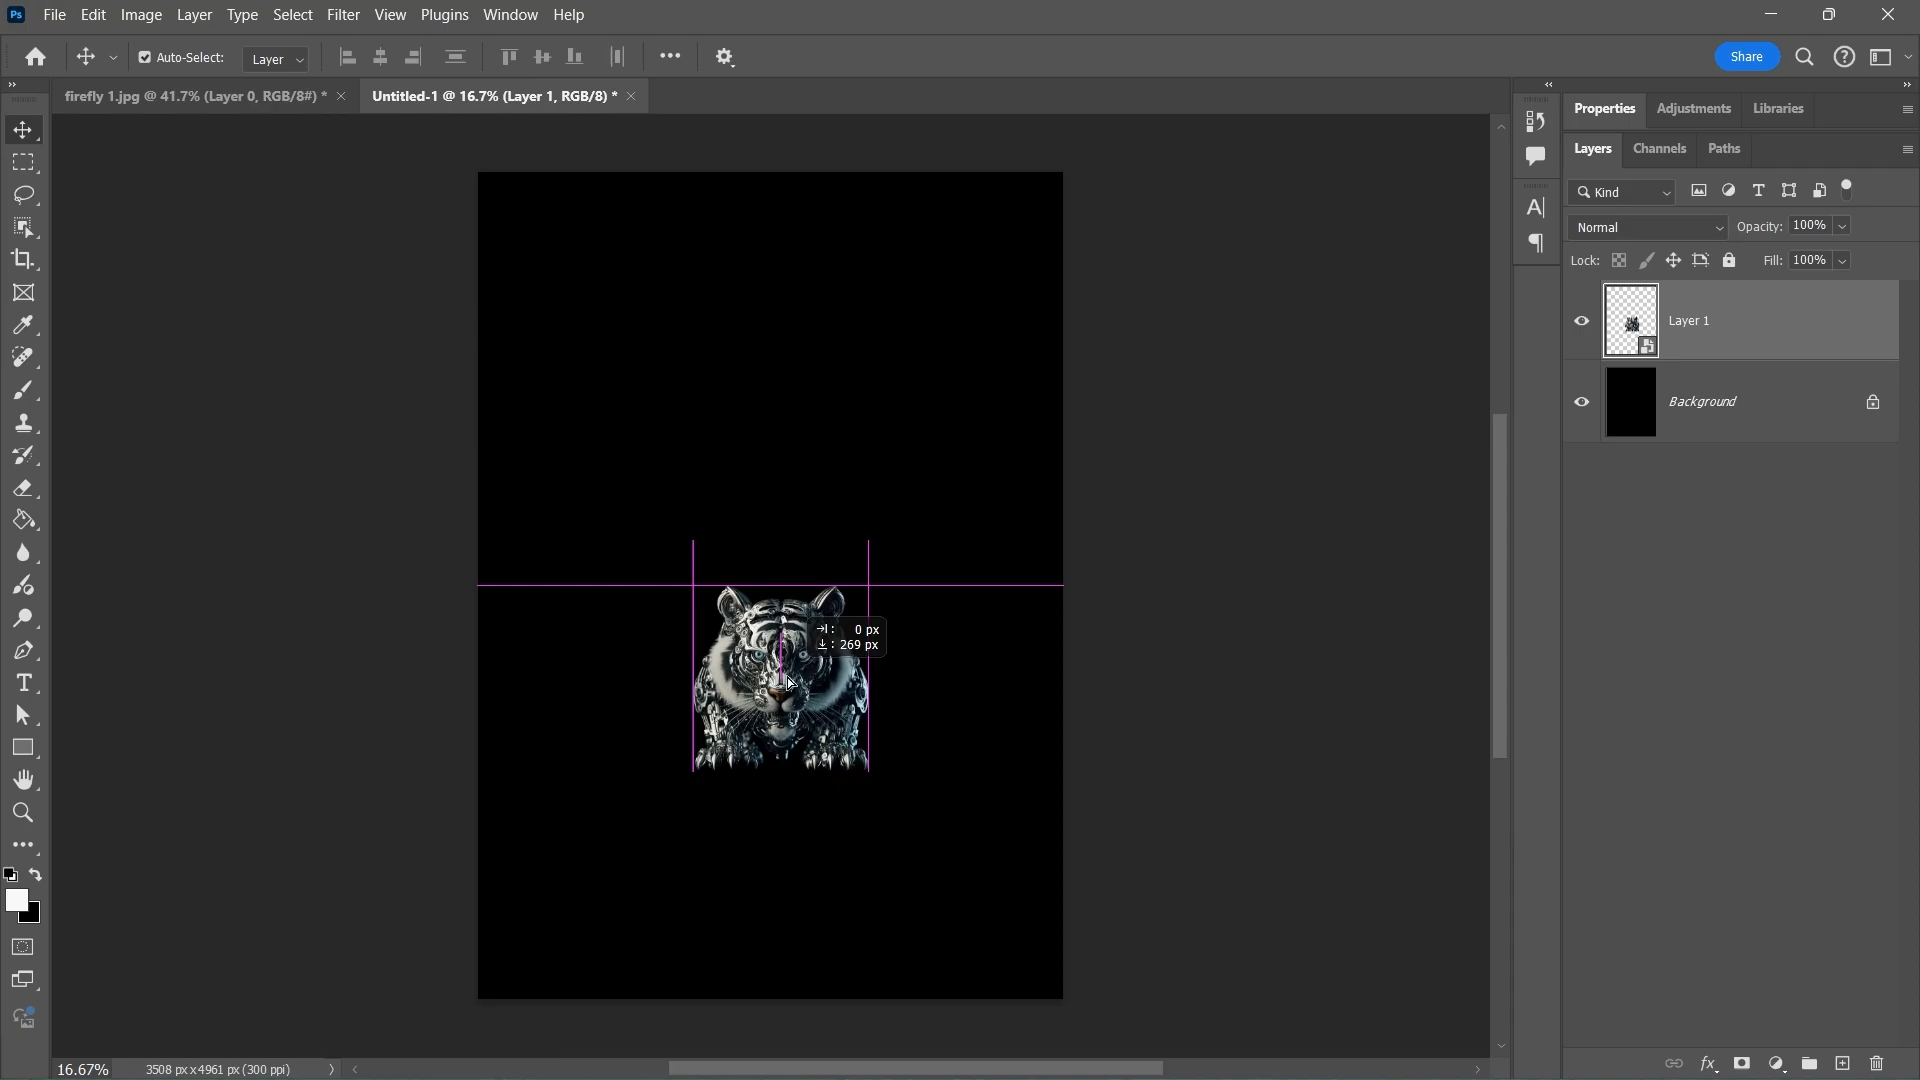 Ps File Edit Image Layer Type Select Filter View Plugins Window Help
Auto-Select: Layer Share
firefly 1.jpg @ 41.7% (Layer 0, RGB/8#) * Untitled-1 @ 16.7% (Layer 1, RGB/8) *
Properties Adjustments Libraries
Layers Channels Paths
Kind
Normal Opacity: 100%
Lock: Fill: 100%
Layer 1
Background
0 px
: 269 px
16.67% 3508 px x 4961 px (300 ppi)